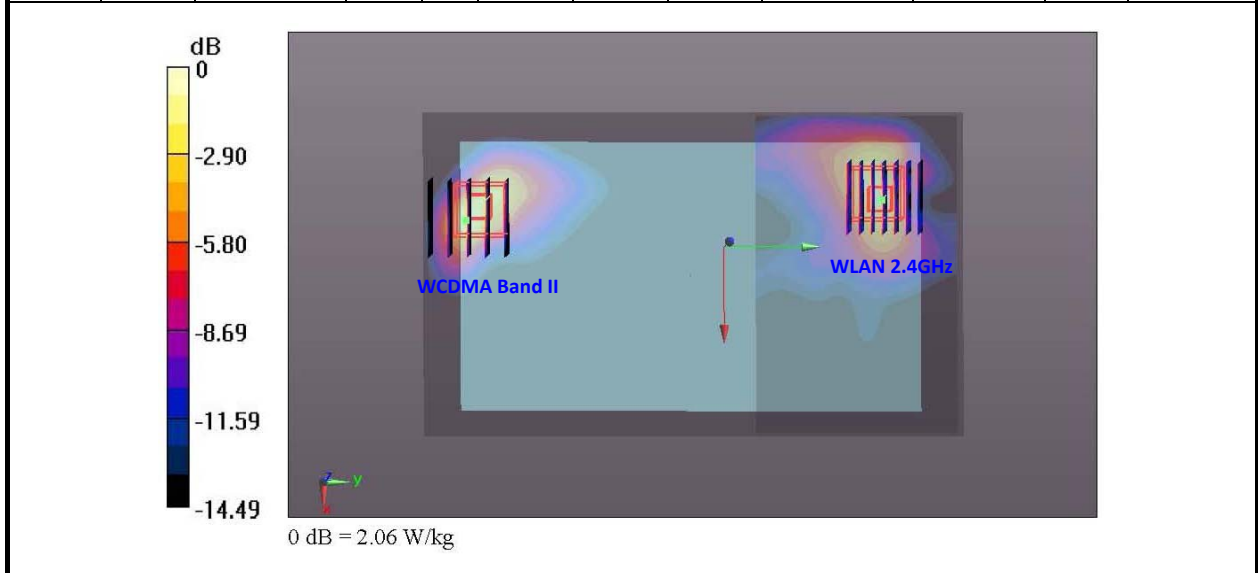 dB
0
-2.90
-5.80
-8.69
-11.59
-14.49
WCDMA Band II
WLAN 2.4GHz
z
y
x
0 dB = 2.06 W/kg